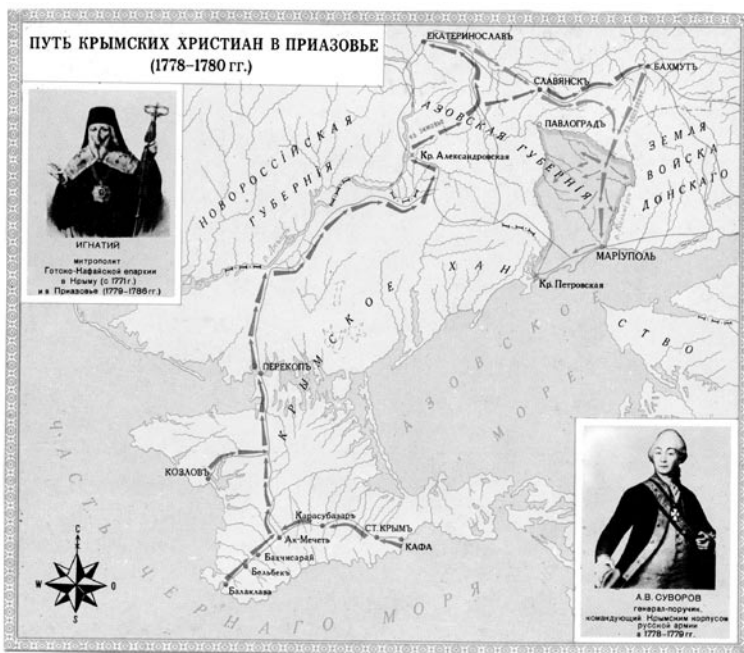 ПУТЬ КРЫМСКИХ ХРИСТИАН В ПРИАЗОВЬЕ
(1778–1780 гг.)
ЕКАТЕРИНОСЛАВЪ
СЛАВЯНСКЪ
БАХМУТЪ
ПАВЛОГРАДЪ
АЗОВСКАЯ ГУБЕРНІЯ
НОВОРОССІЙСКАЯ
ГУБЕРНІЯ
ЗЕМЛЯ
ВОЙСКА
ДОНСКАГО
Кр. Александровская
МАРІУПОЛЬ
Кр. Петровская
ИГНАТИЙ
митрополит
Готско-Кафайской епархии
в Крыму (с 1771 г.)
и в Приазовье (1779–1786 гг.)
КРЫМСКОЕ ХАН
СТВО
АЗОВСКОЕ
МОРЕ
ПЕРЕКОПЪ
КОЗЛОВЪ
Карасубазаръ
СТ. КРЫМЪ
КАФА
Ак-Мечеть
Бахчисарай
Бельбекъ
Балаклава
ЧАСТЬ ЧЕРНАГО МОРЯ
С
W
О
S
А.В. СУВОРОВ
генерал-поручик,
командующий Крымским корпусом
русской армии
в 1778–1779 гг.